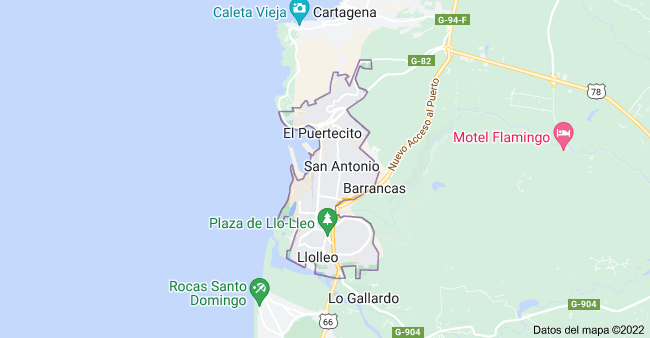 Caleta Vieja
Cartagena
G-94-F
G-82
78
El Puertecito
Nuevo Acceso al Puerto
Motel Flamingo
San Antonio
Barrancas
Plaza de Llo-Lleo
Llolleo
Rocas Santo
Domingo
Lo Gallardo
G-904
66
G-904
Datos del mapa ©2022